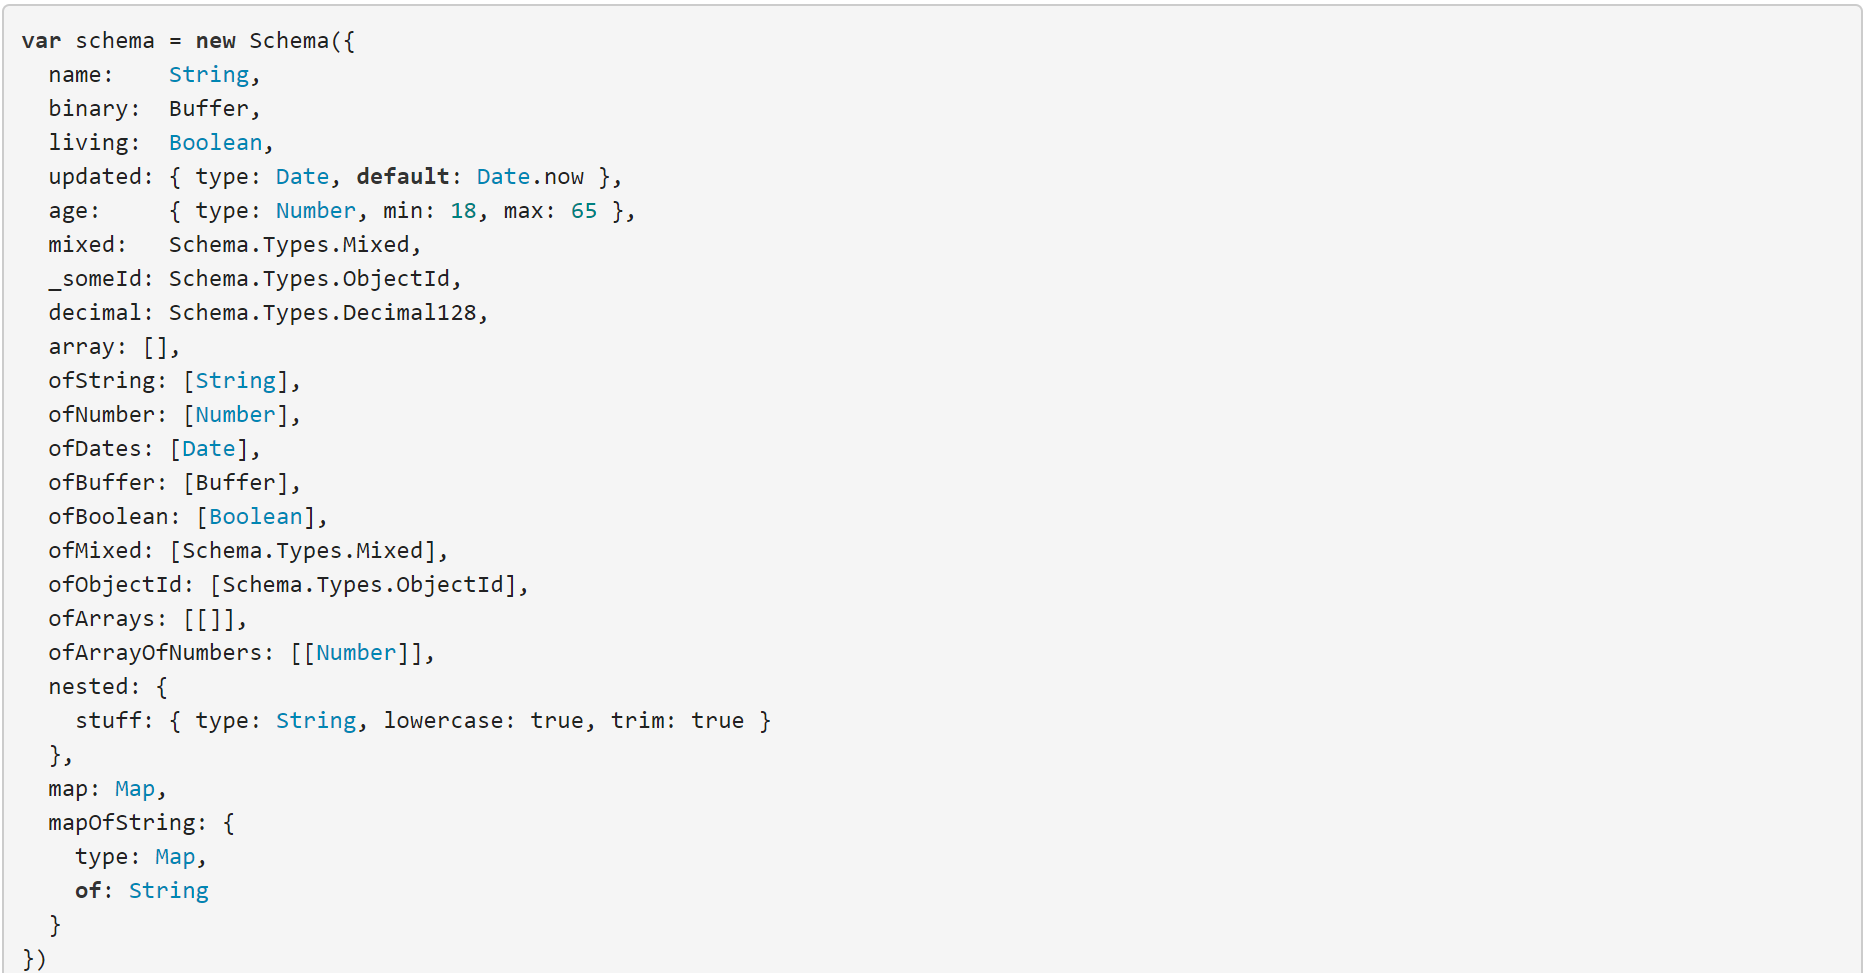 var schema = new Schema({
  name:    String,
  binary:  Buffer,
  living:  Boolean,
  updated: { type: Date, default: Date.now },
  age:     { type: Number, min: 18, max: 65 },
  mixed:   Schema.Types.Mixed,
  _someId: Schema.Types.ObjectId,
  decimal: Schema.Types.Decimal128,
  array: [],
  ofString: [String],
  ofNumber: [Number],
  ofDates: [Date],
  ofBuffer: [Buffer],
  ofBoolean: [Boolean],
  ofMixed: [Schema.Types.Mixed],
  ofObjectId: [Schema.Types.ObjectId],
  ofArrays: [[]],
  ofArrayOfNumbers: [[Number]],
  nested: {
    stuff: { type: String, lowercase: true, trim: true }
  },
  map: Map,
  mapOfString: {
    type: Map,
    of: String
  }
})